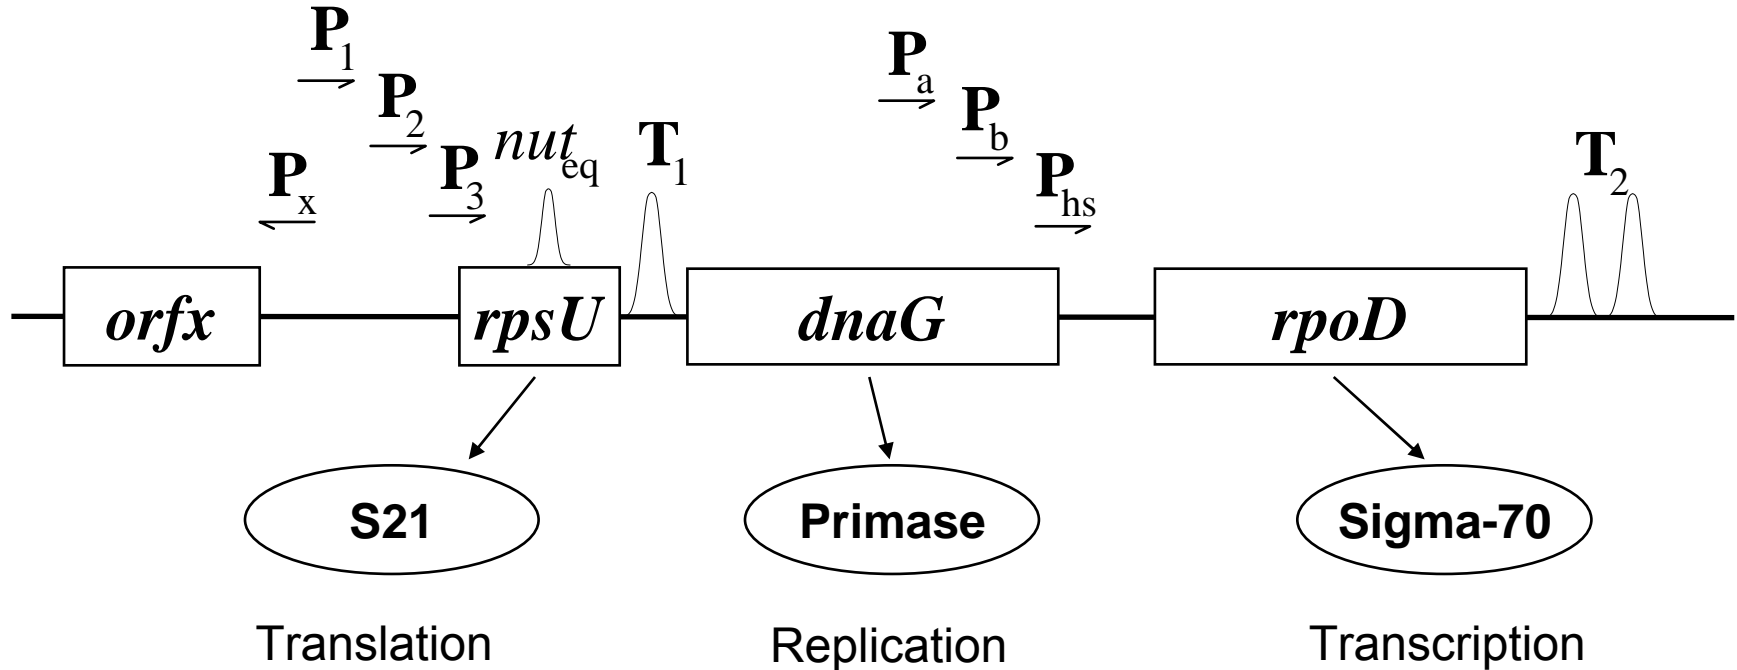 P1
P2
P3
Px
nuteq
T1
Pa
Pb
Phs
T2
orfx
rpsU
dnaG
rpoD
S21
Primase
Sigma-70
Translation
Replication
Transcription